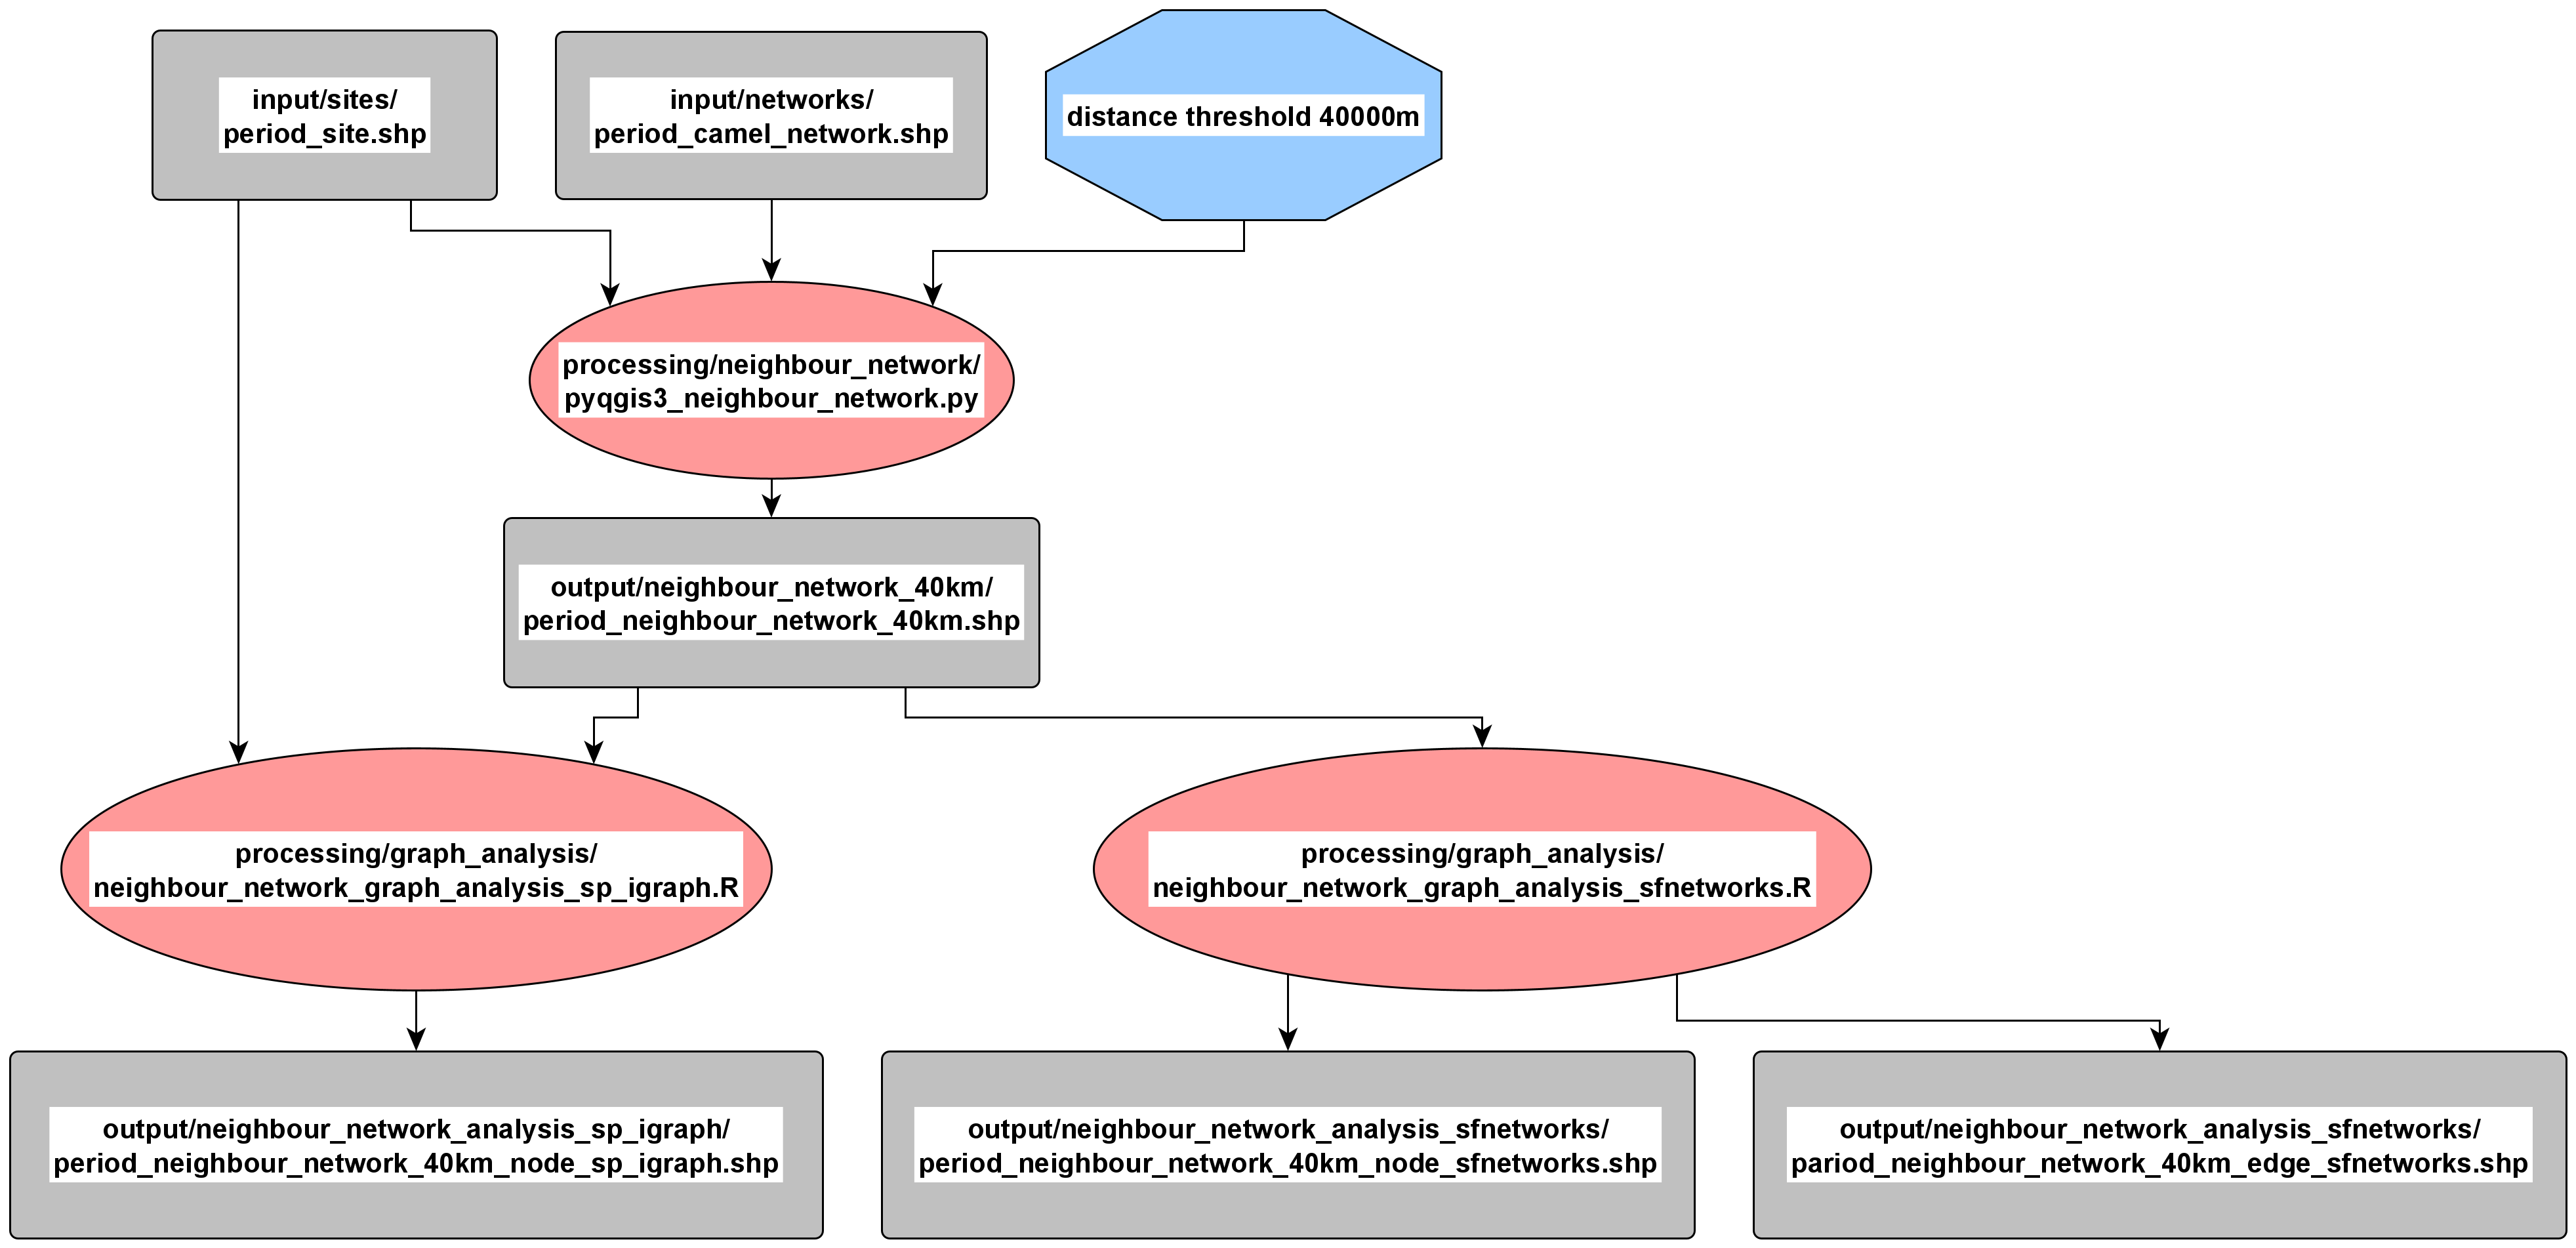 input/sites/
period_site.shp
input/networks/
period_camel_network.shp
distance threshold 40000m
processing/neighbour_network/
pyqgis3_neighbour_network.py
output/neighbour_network_40km/
period_neighbour_network_40km.shp
processing/graph_analysis/
neighbour_network_graph_analysis_sp_igraph.R
processing/graph_analysis/
neighbour_network_graph_analysis_sfnetworks.R
output/neighbour_network_analysis_sp_igraph/
period_neighbour_network_40km_node_sp_igraph.shp
output/neighbour_network_analysis_sfnetworks/
period_neighbour_network_40km_node_sfnetworks.shp
output/neighbour_network_analysis_sfnetworks/
pariod_neighbour_network_40km_edge_sfnetworks.shp